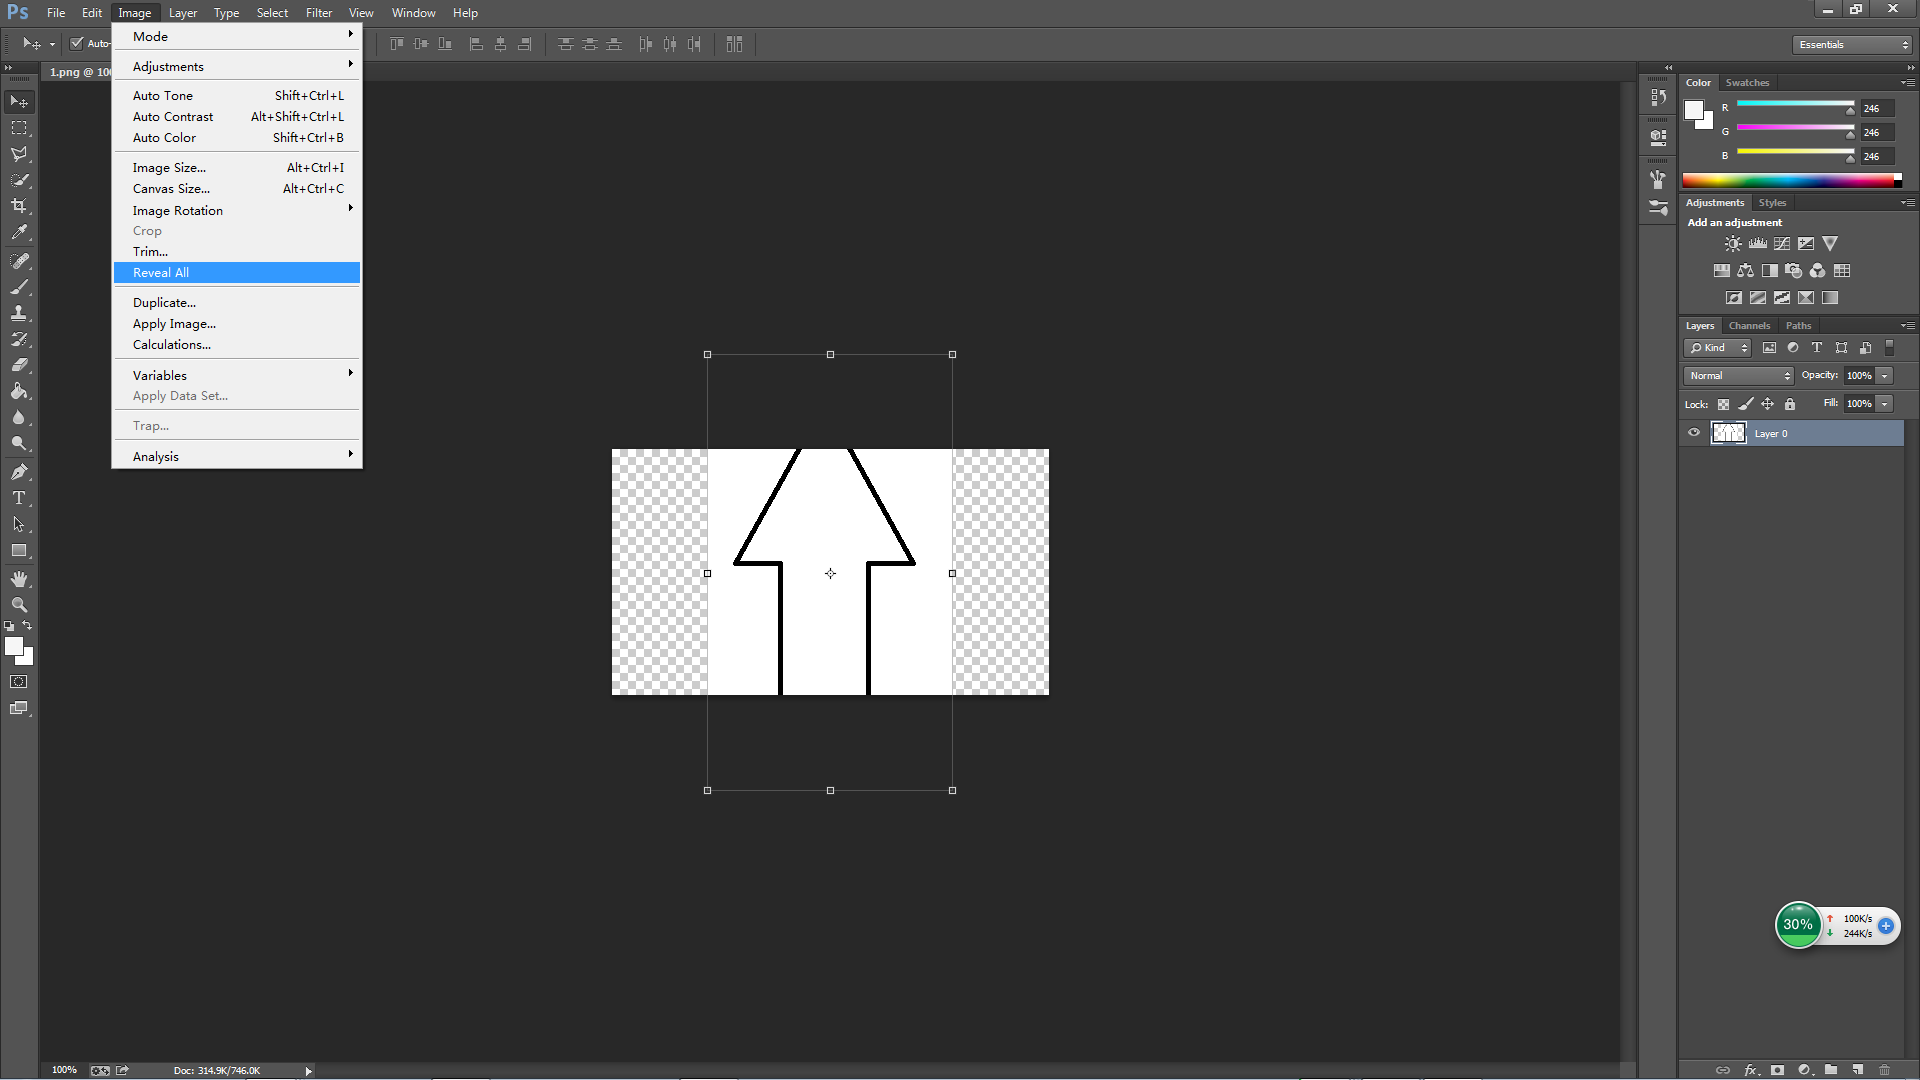 Ps File Edit Image Layer Type Select Filter View Window Help
Auto-
Essentials
1.png @ 100
Mode
Adjustments
Auto Tone Shift+Ctrl+L
Auto Contrast Alt+Shift+Ctrl+L
Auto Color Shift+Ctrl+B
Image Size... Alt+Ctrl+I
Canvas Size... Alt+Ctrl+C
Image Rotation
Crop
Trim...
Reveal All
Duplicate...
Apply Image...
Calculations...
Variables
Apply Data Set...
Trap...
Analysis
Color Swatches
R 246
G 246
B 246
Adjustments Styles
Add an adjustment
Layers Channels Paths
Kind
Normal Opacity: 100%
Lock: Fill: 100%
Layer 0
30% 100K/s
244K/s
100% Doc: 314.9K/746.0K